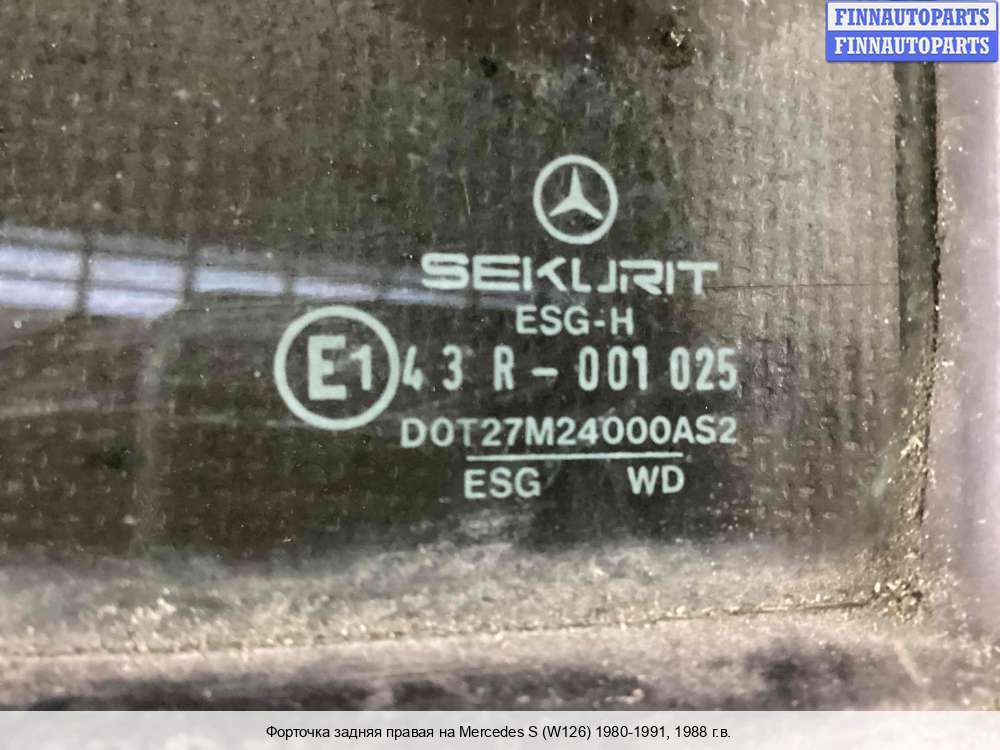 FINNAUTOPARTS
FINNAUTOPARTS
SEKURIT
ESG-H
E1 43 R - 001 025
DOT27M24000AS2
ESG WD
Форточка задняя правая на Mercedes S (W126) 1980-1991, 1988 г.в.